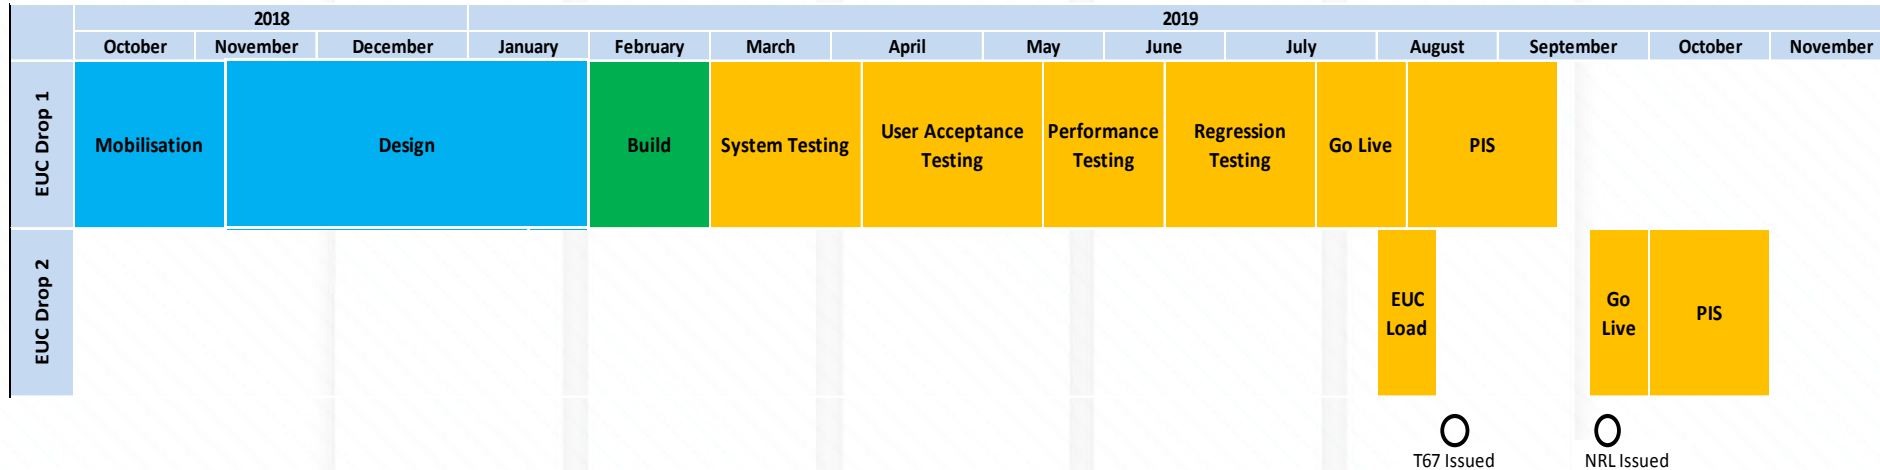 2018 2019
October November December January February March April May June July August September October November
EUC Drop 1
Mobilisation Design Build System Testing User Acceptance Performance Regression Go Live PIS
Testing Testing Testing
EUC Drop 2
EUC Go PIS
Load Live
T67 Issued NRL Issued